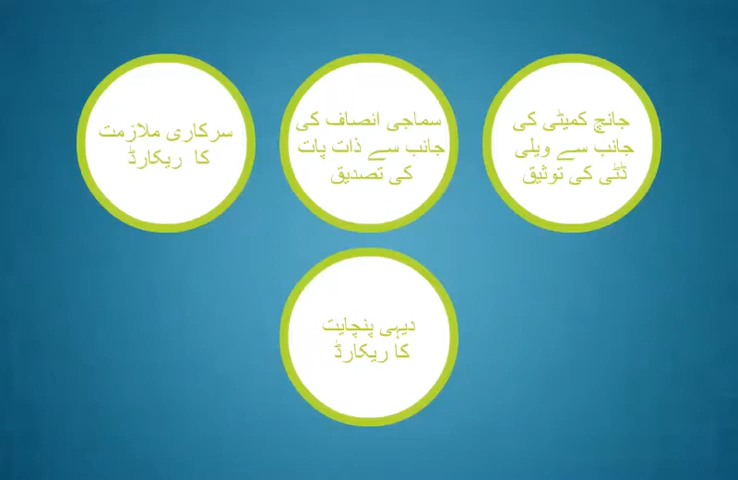 جانچ کمیٹی کی
جانب سے ویلی
ڈٹی کی توثیق
سماجی انصاف کی
جانب سے ذات پات
کی تصدیق
سرکاری ملازمت
کا ریکارڈ
دیہی پنچایت
کا ریکارڈ